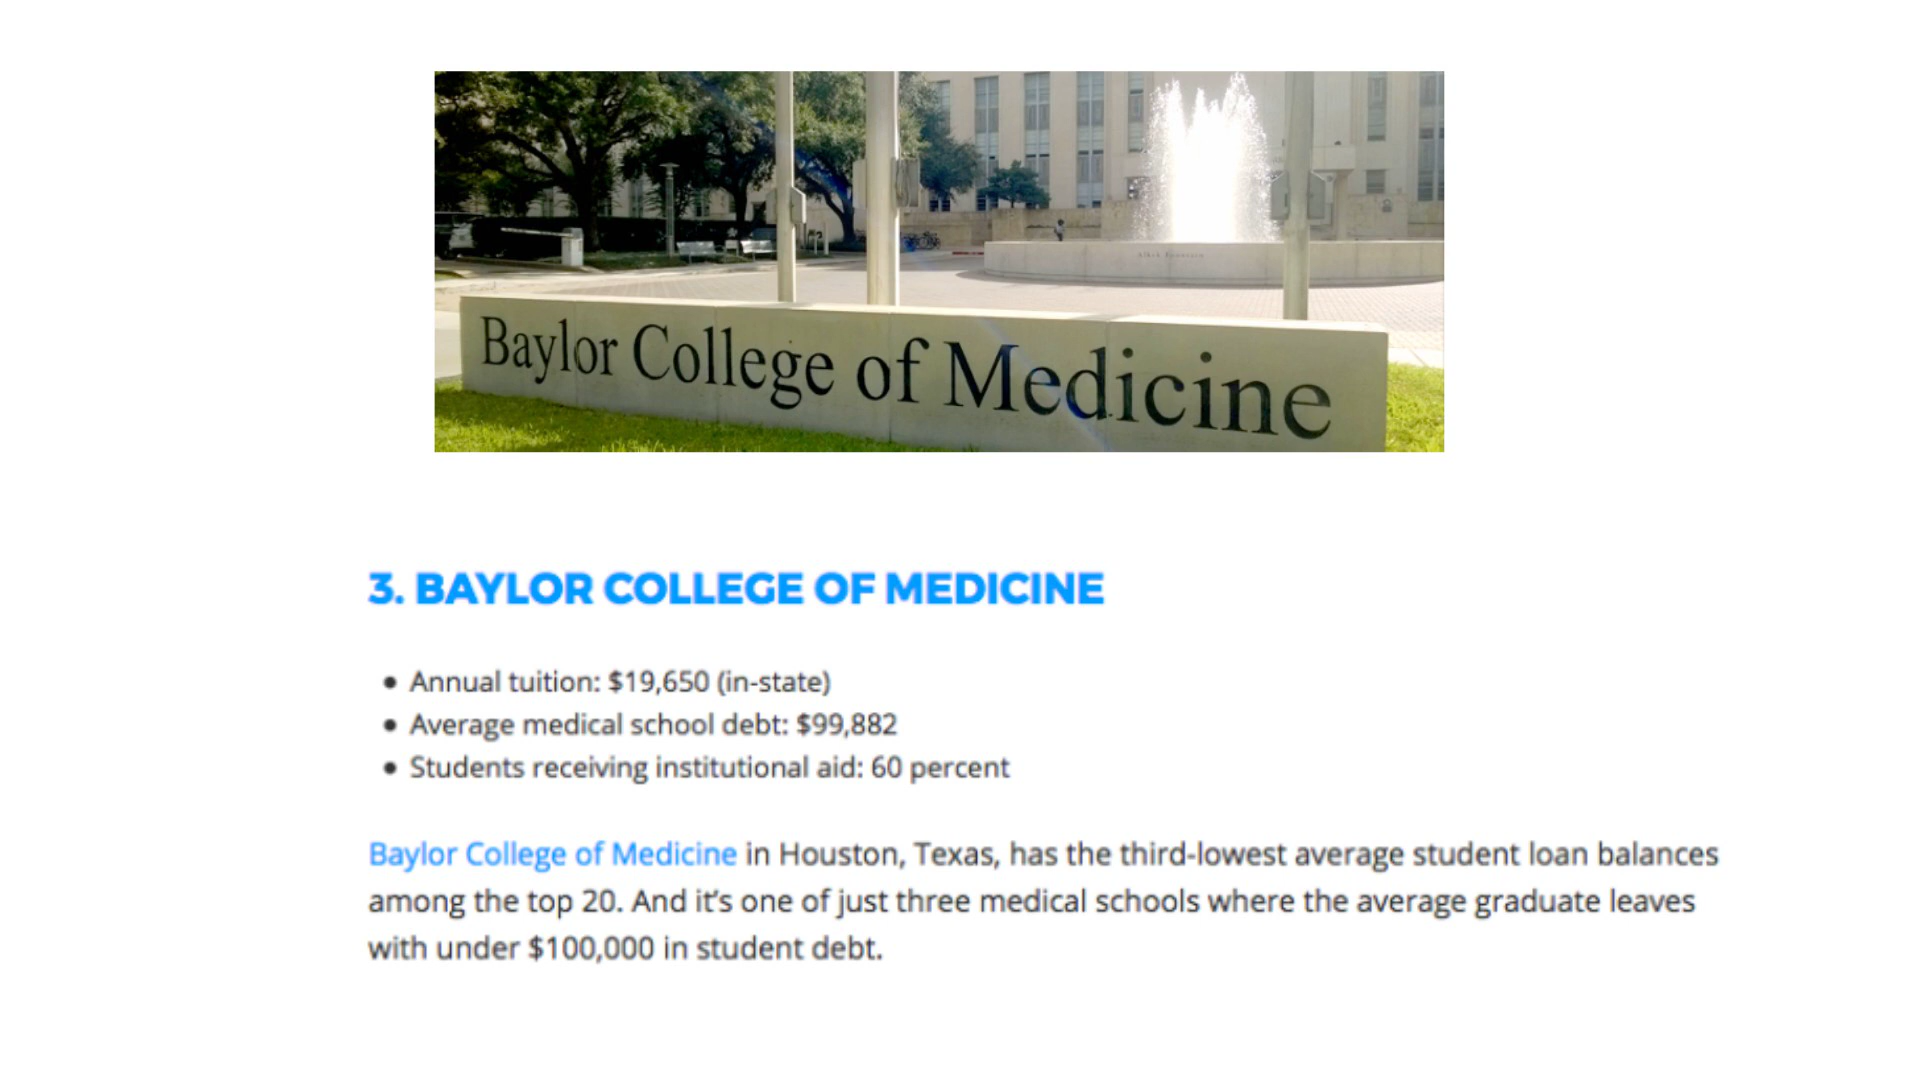 Alkek Fountain
Baylor College of Medicine
3. BAYLOR COLLEGE OF MEDICINE
• Annual tuition: $19,650 (in-state)
• Average medical school debt: $99,882
• Students receiving institutional aid: 60 percent
Baylor College of Medicine in Houston, Texas, has the third-lowest average student loan balances
among the top 20. And it’s one of just three medical schools where the average graduate leaves
with under $100,000 in student debt.